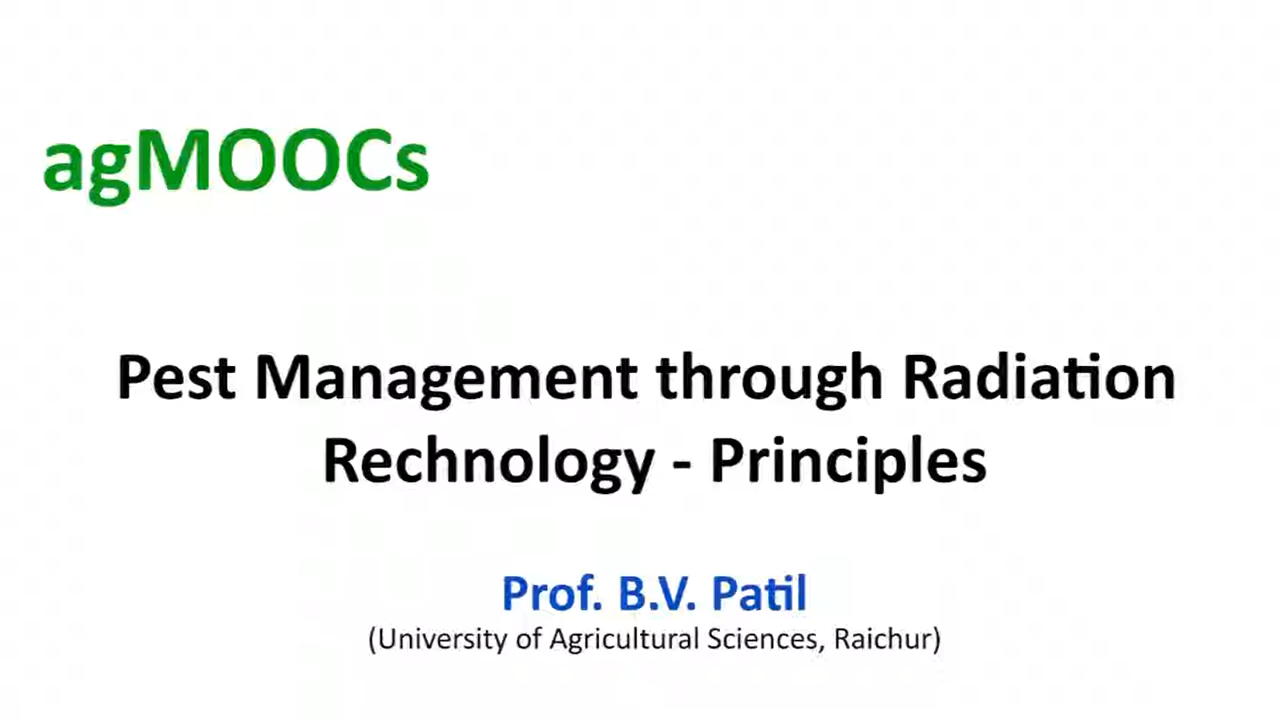 agMOOCs
Pest Management through Radiation
Rechnology - Principles
Prof. B.V. Patil
(University of Agricultural Sciences, Raichur)